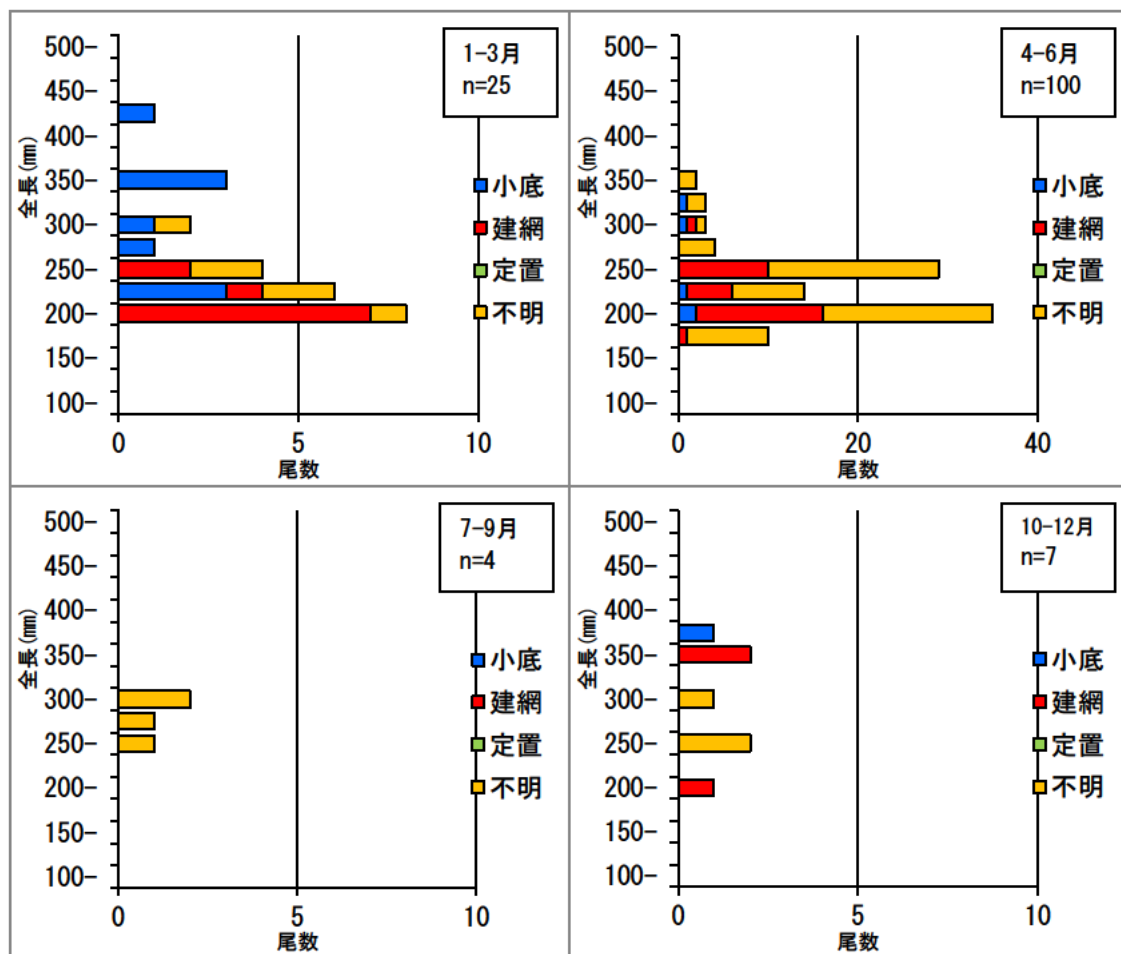 500-
450-
400-
350-
300-
250-
200-
150-
100-
全長(㎜)
0
5
10
尾数
1-3月
n=25
小底
建網
定置
不明
500-
450-
400-
350-
300-
250-
200-
150-
100-
全長(㎜)
0
20
40
尾数
4-6月
n=100
小底
建網
定置
不明
500-
450-
400-
350-
300-
250-
200-
150-
100-
全長(㎜)
0
5
10
尾数
7-9月
n=4
小底
建網
定置
不明
500-
450-
400-
350-
300-
250-
200-
150-
100-
全長(㎜)
0
5
10
尾数
10-12月
n=7
小底
建網
定置
不明